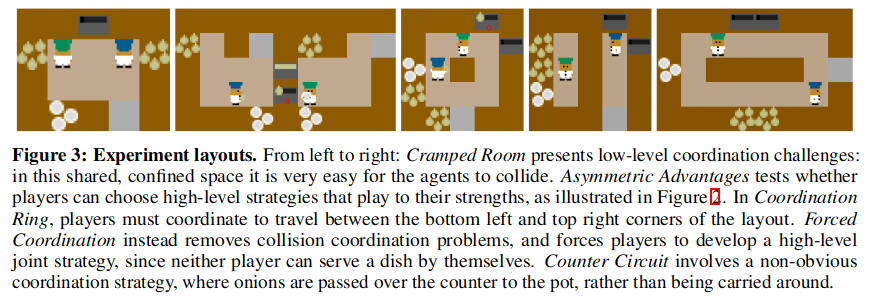 Figure 3: Experiment layouts. From left to right: Cramped Room presents low-level coordination challenges:
in this shared, confined space it is very easy for the agents to collide. Asymmetric Advantages tests whether
players can choose high-level strategies that play to their strengths, as illustrated in Figure 2. In Coordination
Ring, players must coordinate to travel between the bottom left and top right corners of the layout. Forced
Coordination instead removes collision coordination problems, and forces players to develop a high-level
joint strategy, since neither player can serve a dish by themselves. Counter Circuit involves a non-obvious
coordination strategy, where onions are passed over the counter to the pot, rather than being carried around.